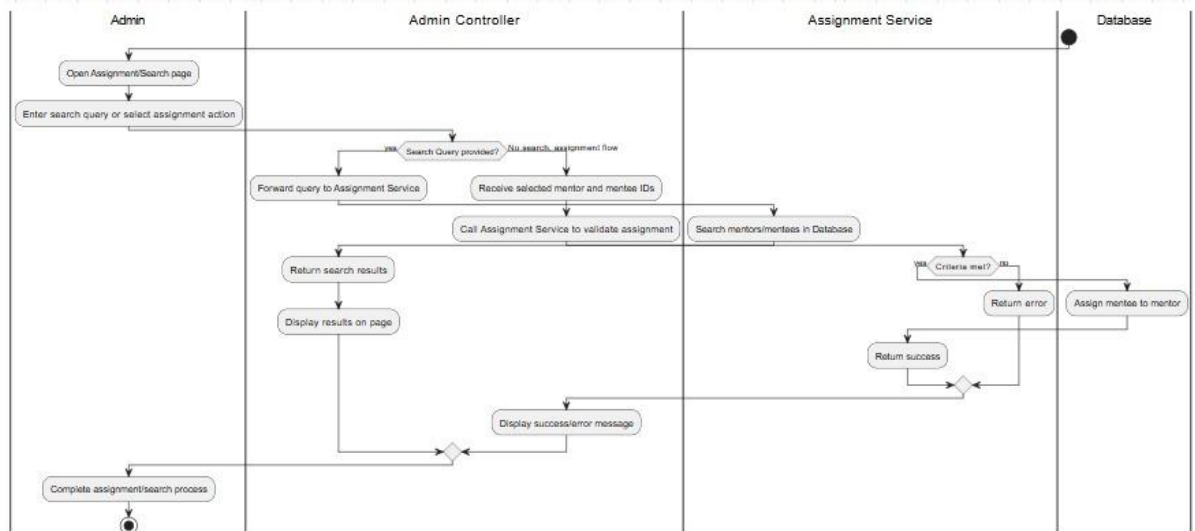 Admin
Admin Controller
Assignment Service
Database
Open Assignment/Search page
Enter search query or select assignment action
yes
Search Query provided?
No search, assignment flow
Forward query to Assignment Service
Receive selected mentor and mentee IDs
Call Assignment Service to validate assignment
Search mentors/mentees in Database
Return search results
yes
Criteria met?
no
Display results on page
Return error
Assign mentee to mentor
Return success
Display success/error message
Complete assignment/search process